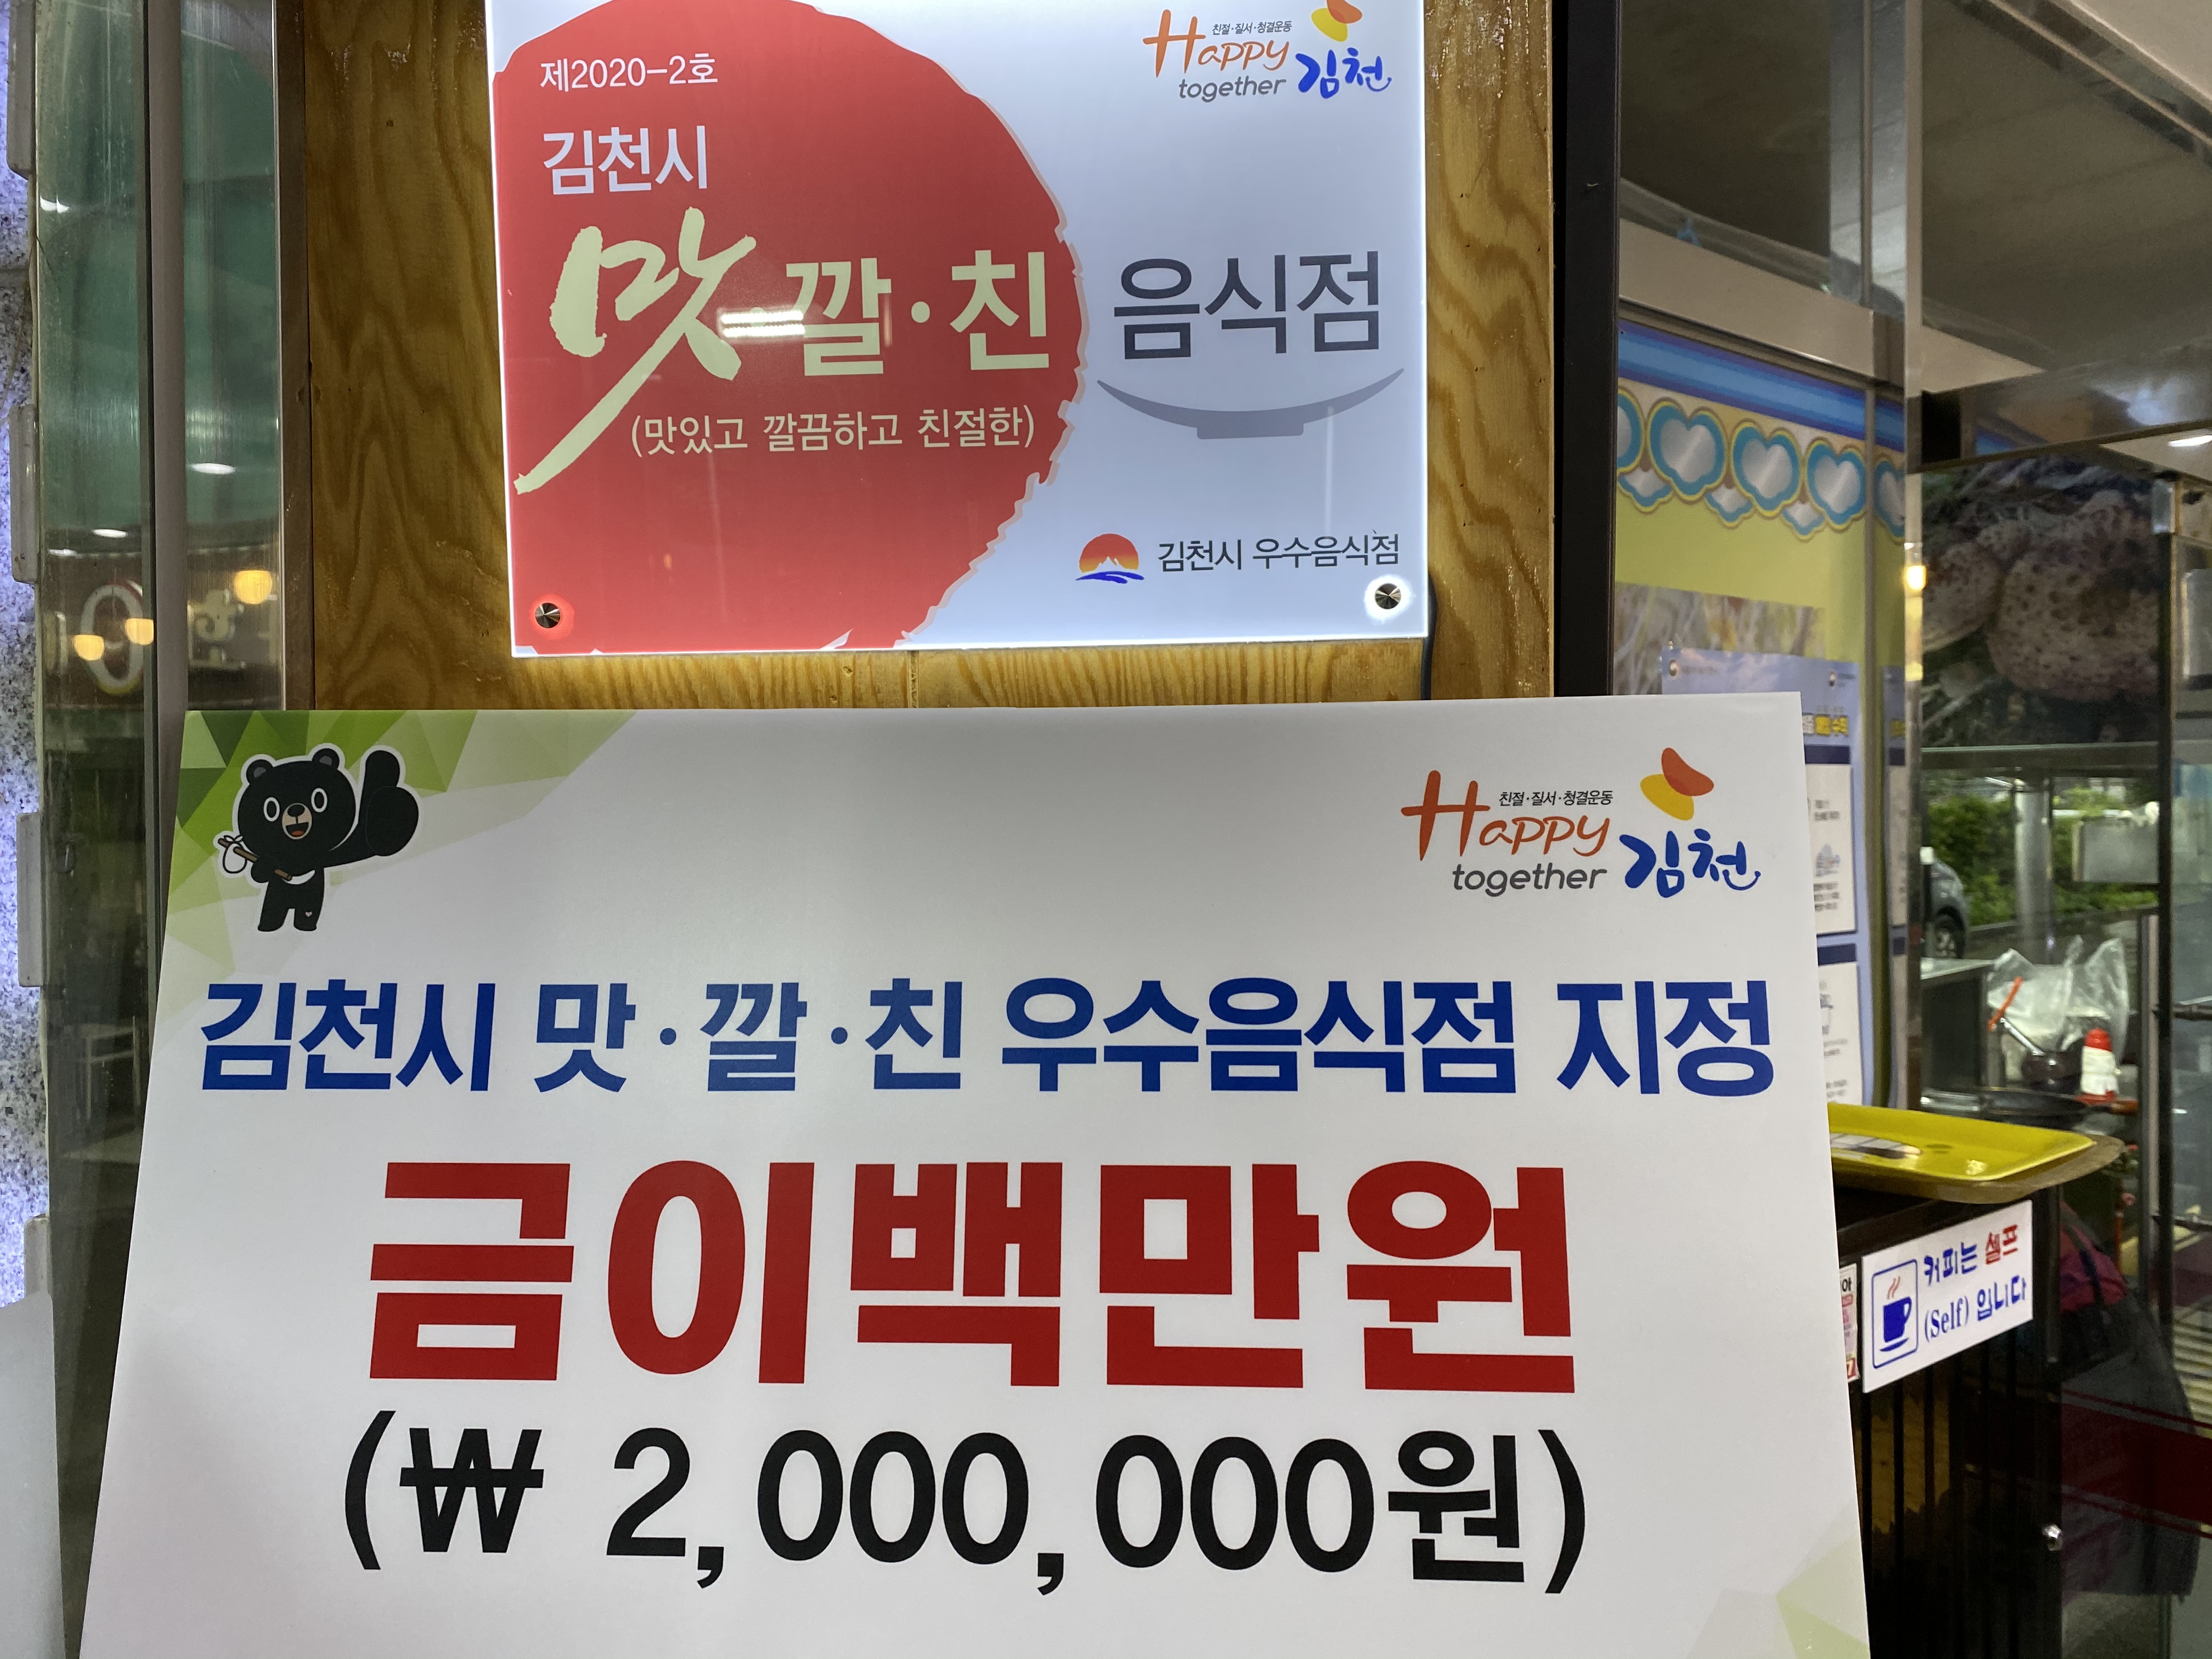 제2020-2호
친절·질서·청결운동
Happy
together 김천
김천시
맛·깔·친 음식점
(맛있고 깔끔하고 친절한)
김천시 우수음식점
친절·질서·청결운동
Happy
together 김천
김천시 맛·깔·친 우수음식점 지정
금이백만원
(₩ 2,000,000원)
커피는 셀프
(Self) 입니다